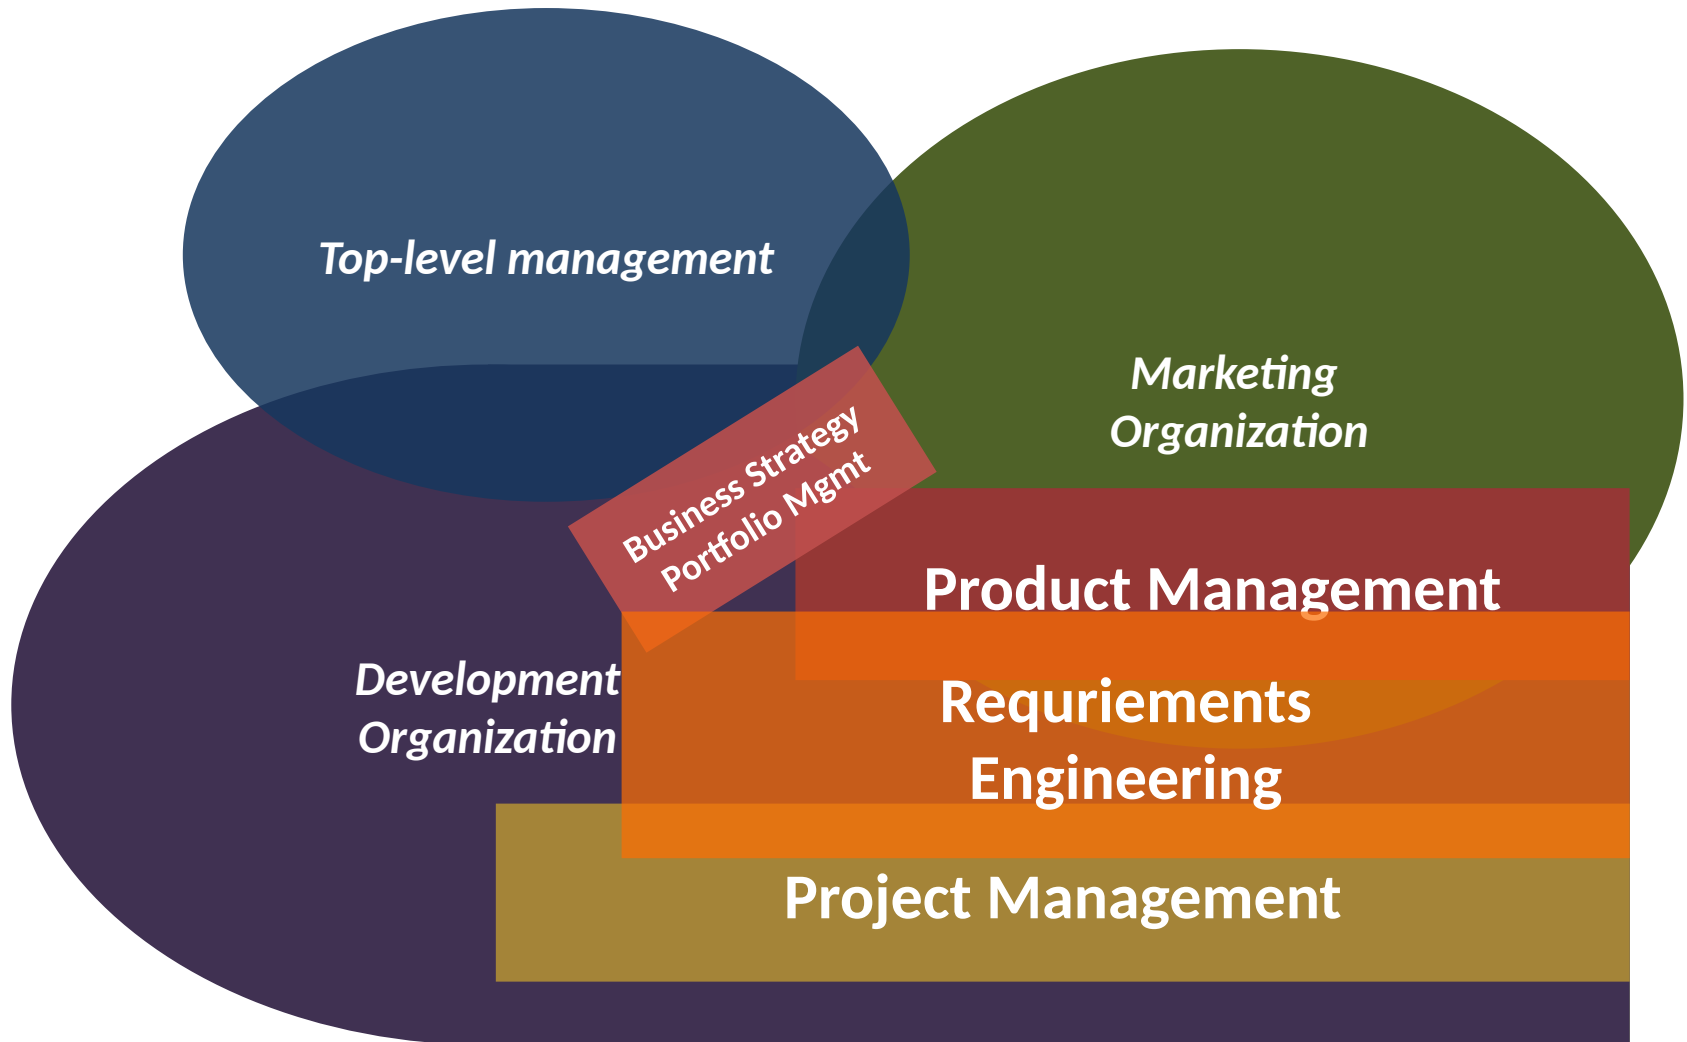 Top-level management
Marketing
Organization
Business Strategy
Portfolio Mgmt
Product Management
Development
Organization
Requriements
Engineering
Project Management